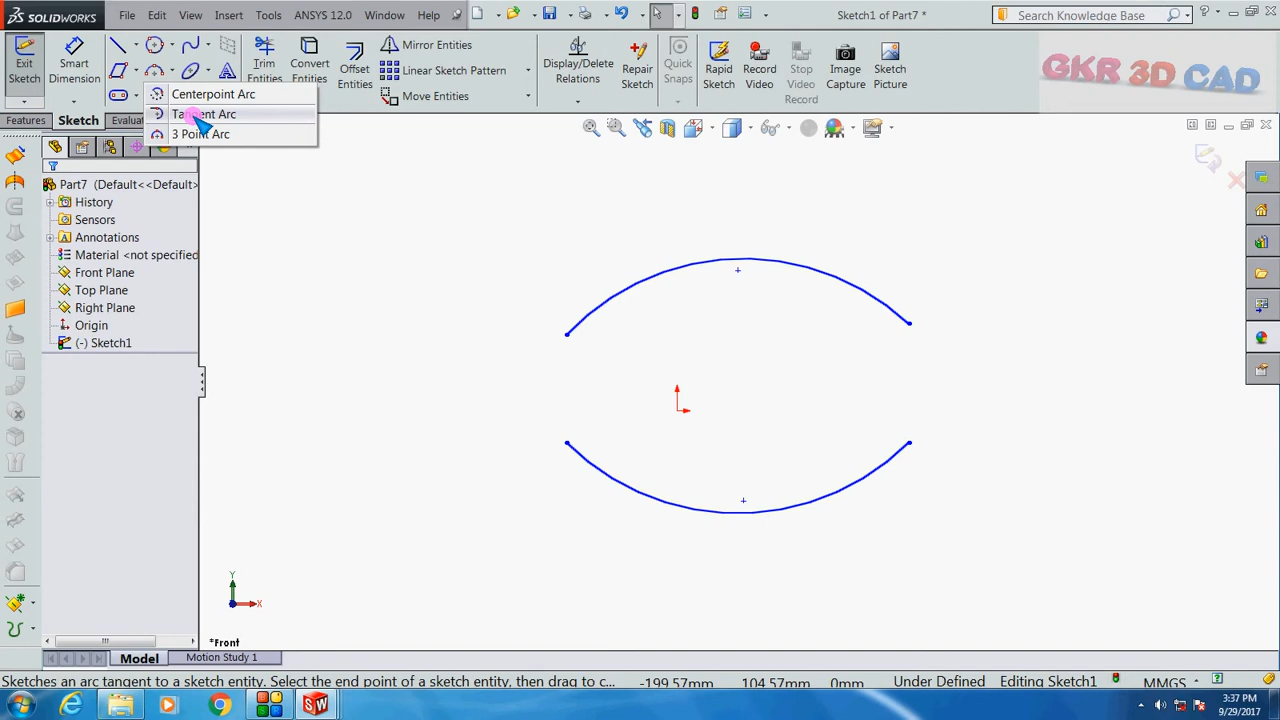 SOLIDWORKS
File Edit View Insert Tools ANSYS 12.0 Window Help
Sketch1 of Part7 *
Search Knowledge Base
Exit Sketch
Smart Dimension
Trim Entities
Convert Entities
Offset Entities
Mirror Entities
Linear Sketch Pattern
Move Entities
Display/Delete Relations
Repair Sketch
Quick Snaps
Rapid Sketch
Record Video
Stop Video Record
Image Capture
Sketch Picture
GKR 3D CAD
Centerpoint Arc
Tangent Arc
3 Point Arc
Features Sketch Evalu
Part7 (Default<<Default>
History
Sensors
Annotations
Material <not specified
Front Plane
Top Plane
Right Plane
Origin
(-) Sketch1
Y
X
*Front
Model Motion Study 1
Sketches an arc tangent to a sketch entity. Select the end point of a sketch entity, then drag to c... -199.57mm 104.57mm 0mm Under Defined Editing Sketch1 MMGS
3:37 PM
9/29/2017